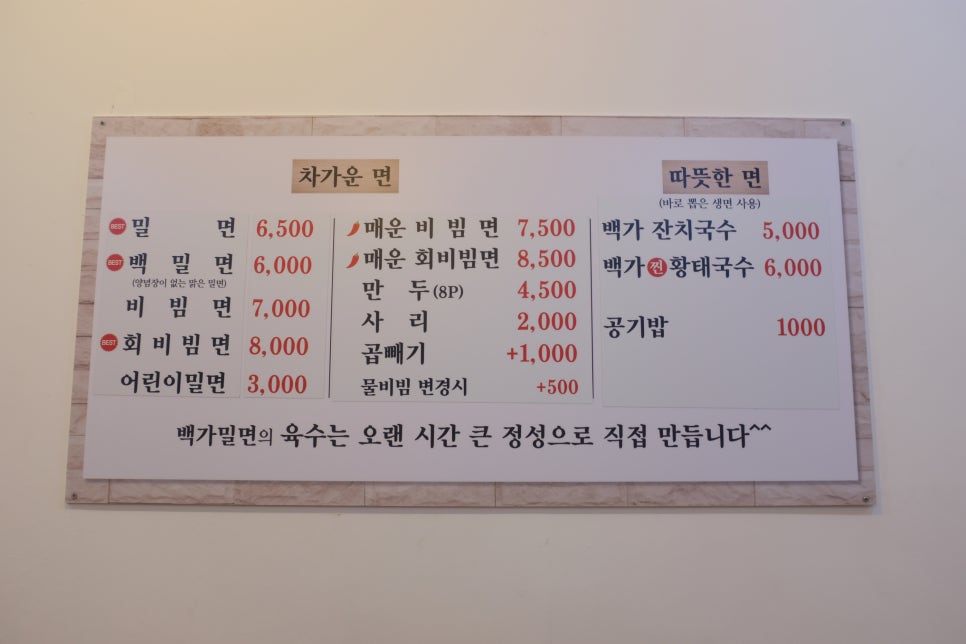 차가운 면
BEST 밀 면 6,500
BEST 백 밀 면 6,000
(양념장이 없는 맑은 밀면)
비 빔 면 7,000
BEST 회 비 빔 면 8,000
어린이밀면 3,000
매운 비 빔 면 7,500
매운 회비빔면 8,500
만 두 (8P) 4,500
사 리 2,000
곱빼기 +1,000
물비빔 변경시 +500
따뜻한 면
(바로 뽑은 생면 사용)
백가 잔치국수 5,000
백가 찐 황태국수 6,000
공기밥 1000
백가밀면의 육수는 오랜 시간 큰 정성으로 직접 만듭니다^^